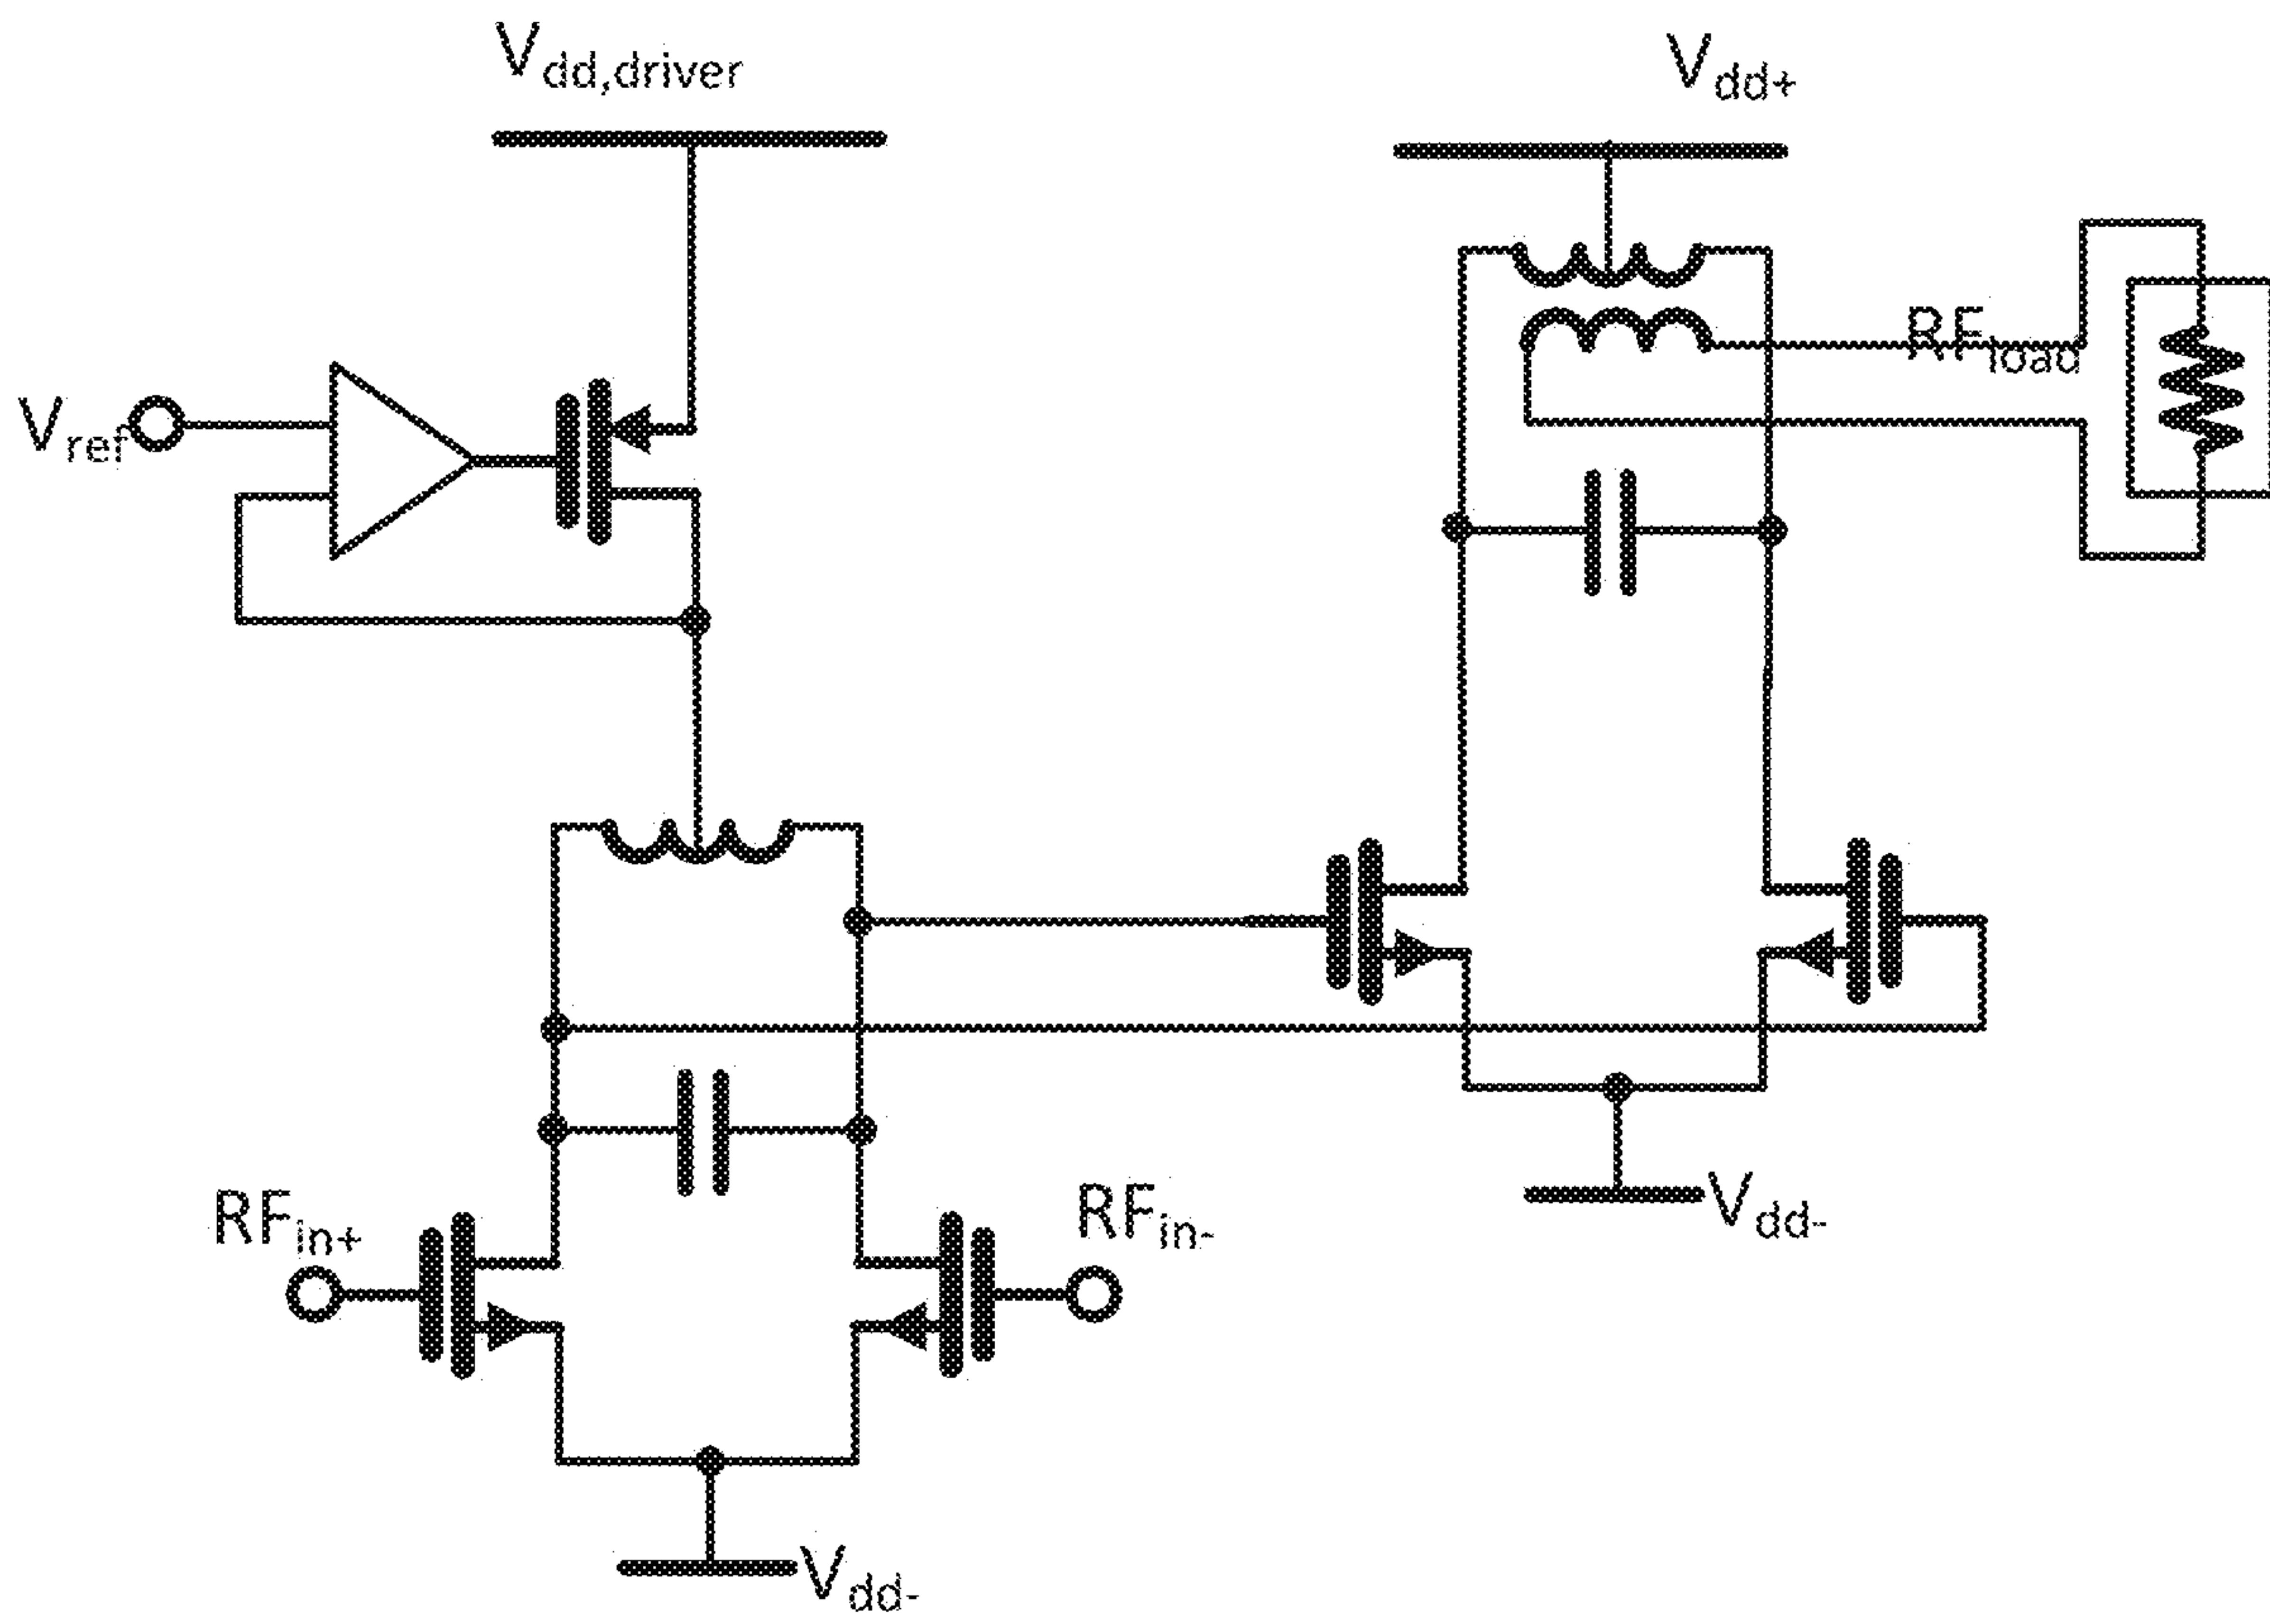 Vdd,driver
Vdd+
RFload
Vref
RFin+
RFin-
Vdd-
Vdd-